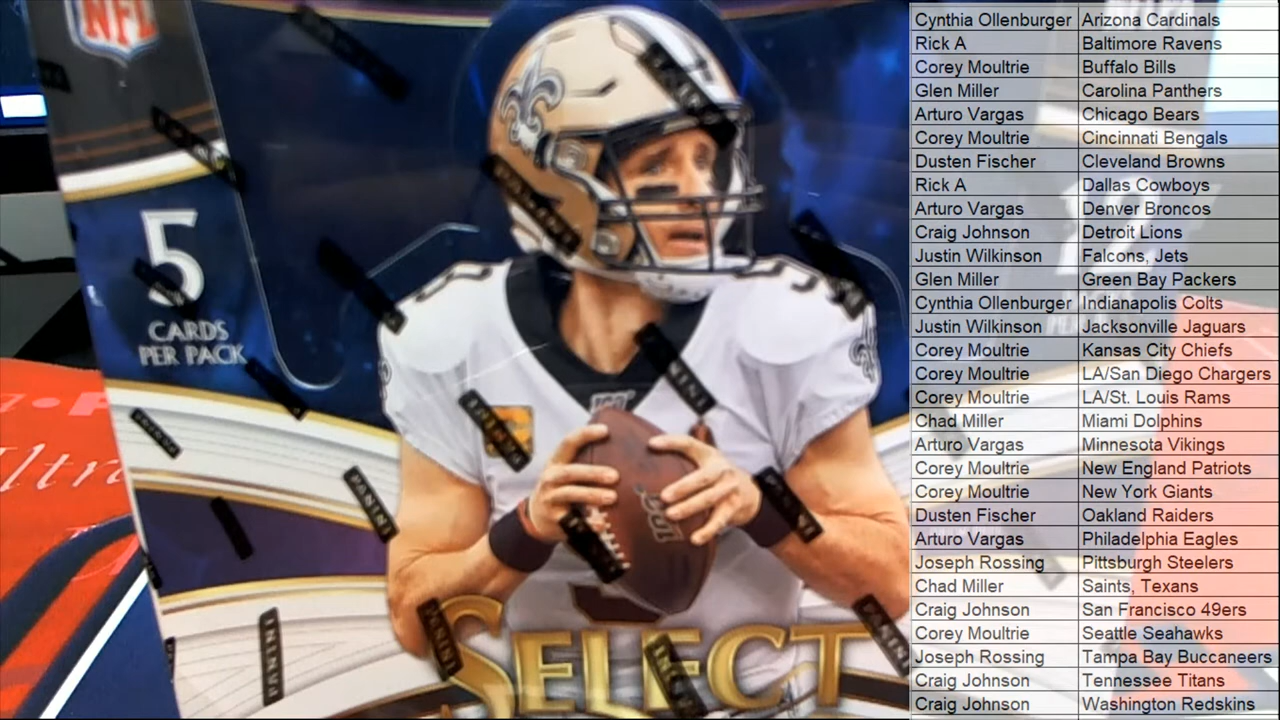 NFL
5
CARDS
PER PACK
SELECT
PANINI
PANINI
PANINI
PANINI
PANINI
Cynthia Ollenburger Arizona Cardinals
Rick A Baltimore Ravens
Corey Moultrie Buffalo Bills
Glen Miller Carolina Panthers
Arturo Vargas Chicago Bears
Corey Moultrie Cincinnati Bengals
Dusten Fischer Cleveland Browns
Rick A Dallas Cowboys
Arturo Vargas Denver Broncos
Craig Johnson Detroit Lions
Justin Wilkinson Falcons, Jets
Glen Miller Green Bay Packers
Cynthia Ollenburger Indianapolis Colts
Justin Wilkinson Jacksonville Jaguars
Corey Moultrie Kansas City Chiefs
Corey Moultrie LA/San Diego Chargers
Corey Moultrie LA/St. Louis Rams
Chad Miller Miami Dolphins
Arturo Vargas Minnesota Vikings
Corey Moultrie New England Patriots
Corey Moultrie New York Giants
Dusten Fischer Oakland Raiders
Arturo Vargas Philadelphia Eagles
Joseph Rossing Pittsburgh Steelers
Chad Miller Saints, Texans
Craig Johnson San Francisco 49ers
Corey Moultrie Seattle Seahawks
Joseph Rossing Tampa Bay Buccaneers
Craig Johnson Tennessee Titans
Craig Johnson Washington Redskins